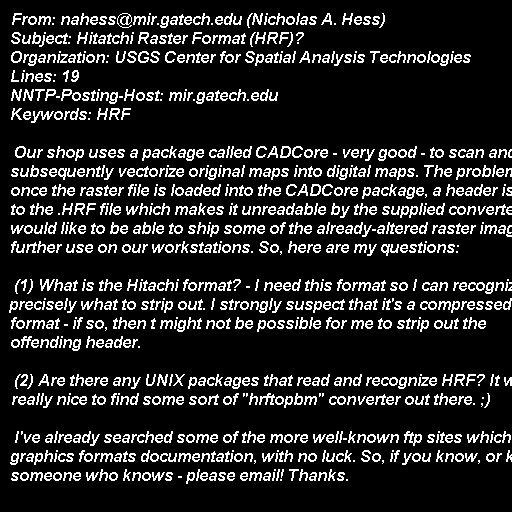 From: nahess@mir.gatech.edu (Nicholas A. Hess)
Subject: Hitatchi Raster Format (HRF)?
Organization: USGS Center for Spatial Analysis Technologies
Lines: 19
NNTP-Posting-Host: mir.gatech.edu
Keywords: HRF

Our shop uses a package called CADCore - very good - to scan and
subsequently vectorize original maps into digital maps. The problem
once the raster file is loaded into the CADCore package, a header is
to the .HRF file which makes it unreadable by the supplied
would like to be able to ship some of the already-altered raster
further use on our workstations. So, here are my questions:

(1) What is the Hitachi format? - I need this format so I can
precisely what to strip out. I strongly suspect that it's a compressed
format - if so, then t might not be possible for me to strip out the
offending header.

(2) Are there any UNIX packages that read and recognize HRF? It
really nice to find some sort of "hrftopbm" converter out there. ;)

I've already searched some of the more well-known ftp sites which
graphics formats documentation, with no luck. So, if you know, or
someone who knows - please email! Thanks.